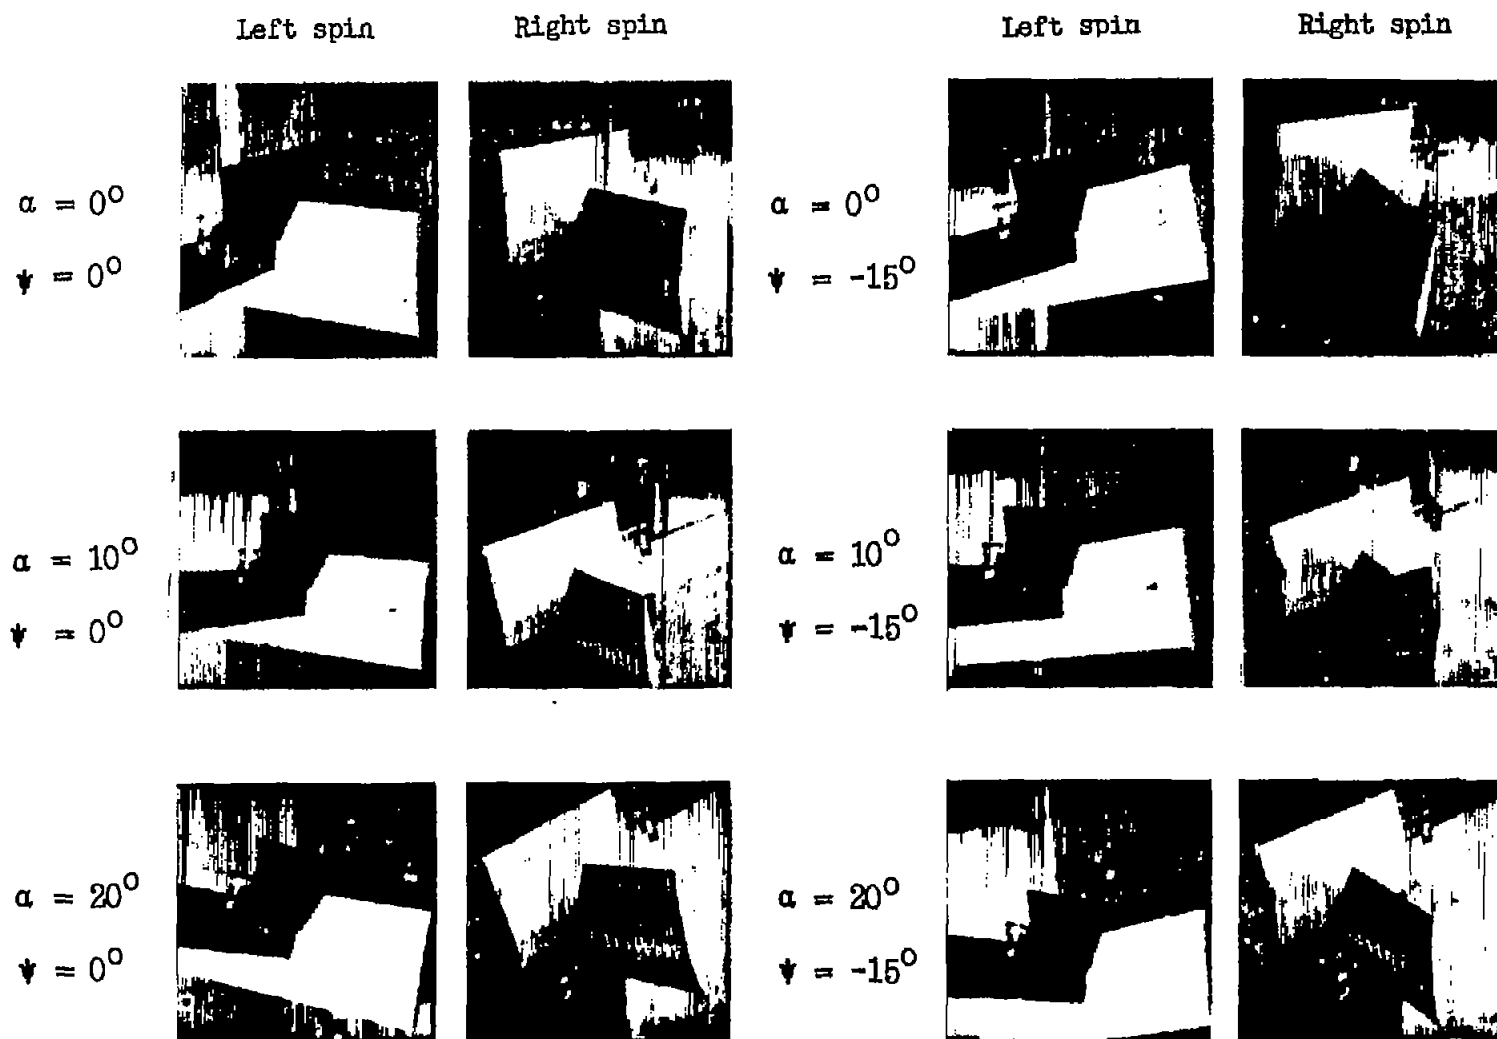 Left spin Right spin Left spin Right spin
α = 0° α = 0°
ψ = 0° ψ = -15°
α = 10° α = 10°
ψ = 0° ψ = -15°
α = 20° α = 20°
ψ = 0° ψ = -15°